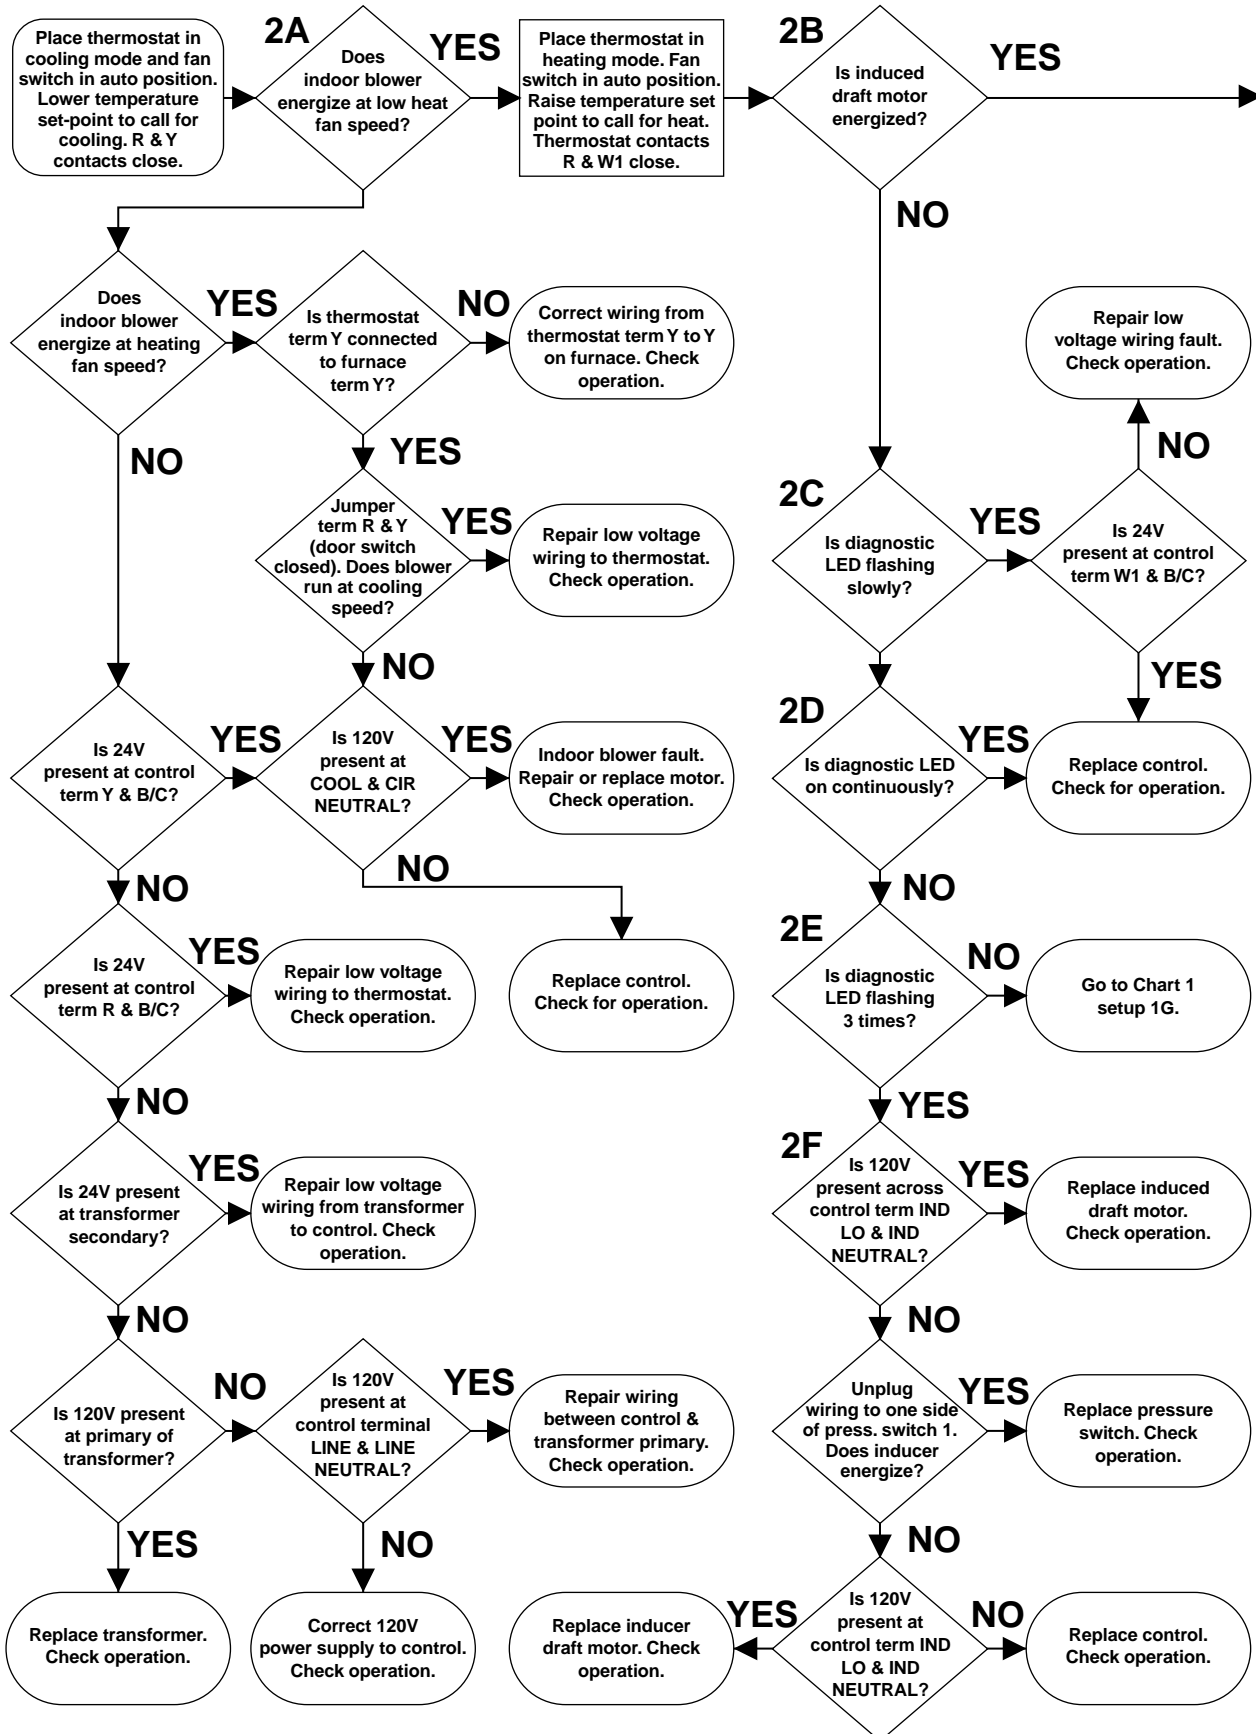 Place thermostat in
cooling mode and fan
switch in auto position.
Lower temperature
set-point to call for
cooling. R & Y
contacts close.
2A
Does
indoor blower
energize at low heat
fan speed?
YES
Place thermostat in
heating mode. Fan
switch in auto position.
Raise temperature set
point to call for heat.
Thermostat contacts
R & W1 close.
2B
Is induced
draft motor
energized?
YES
NO
Does
indoor blower
energize at heating
fan speed?
YES
Is thermostat
term Y connected
to furnace
term Y?
NO
Correct wiring from
thermostat term Y to Y
on furnace. Check
operation.
Repair low
voltage wiring fault.
Check operation.
NO
YES
NO
Jumper
term R & Y
(door switch
closed). Does blower
run at cooling
speed?
YES
Repair low voltage
wiring to thermostat.
Check operation.
2C
Is diagnostic
LED flashing
slowly?
YES
Is 24V
present at control
term W1 & B/C?
NO
YES
Is 24V
present at control
term Y & B/C?
YES
Is 120V
present at
COOL & CIR
NEUTRAL?
YES
Indoor blower fault.
Repair or replace motor.
Check operation.
2D
Is diagnostic LED
on continuously?
YES
Replace control.
Check for operation.
NO
NO
NO
Is 24V
present at control
term R & B/C?
YES
Repair low voltage
wiring to thermostat.
Check operation.
Replace control.
Check for operation.
2E
Is diagnostic
LED flashing
3 times?
NO
Go to Chart 1
setup 1G.
NO
YES
Is 24V present
at transformer
secondary?
YES
Repair low voltage
wiring from transformer
to control. Check
operation.
2F
Is 120V
present across
control term IND
LO & IND
NEUTRAL?
YES
Replace induced
draft motor.
Check operation.
NO
NO
Is 120V present
at primary of
transformer?
NO
Is 120V
present at
control terminal
LINE & LINE
NEUTRAL?
YES
Repair wiring
between control &
transformer primary.
Check operation.
Unplug
wiring to one side
of press. switch 1.
Does inducer
energize?
YES
Replace pressure
switch. Check
operation.
YES
NO
NO
Replace transformer.
Check operation.
Correct 120V
power supply to control.
Check operation.
Replace inducer
draft motor. Check
operation.
YES
Is 120V
present at
control term IND
LO & IND
NEUTRAL?
NO
Replace control.
Check operation.